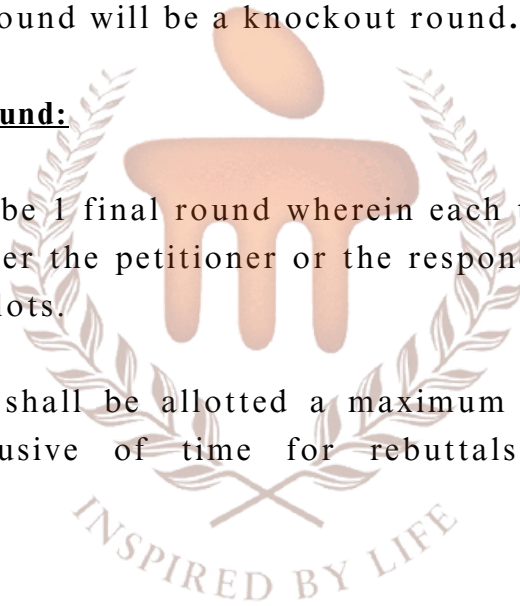 ound will be a knockout round.
und:
be 1 final round wherein each t
er the petitioner or the respon
lots.
shall be allotted a maximum
usive of time for rebuttals
INSPIRED BY LIFE